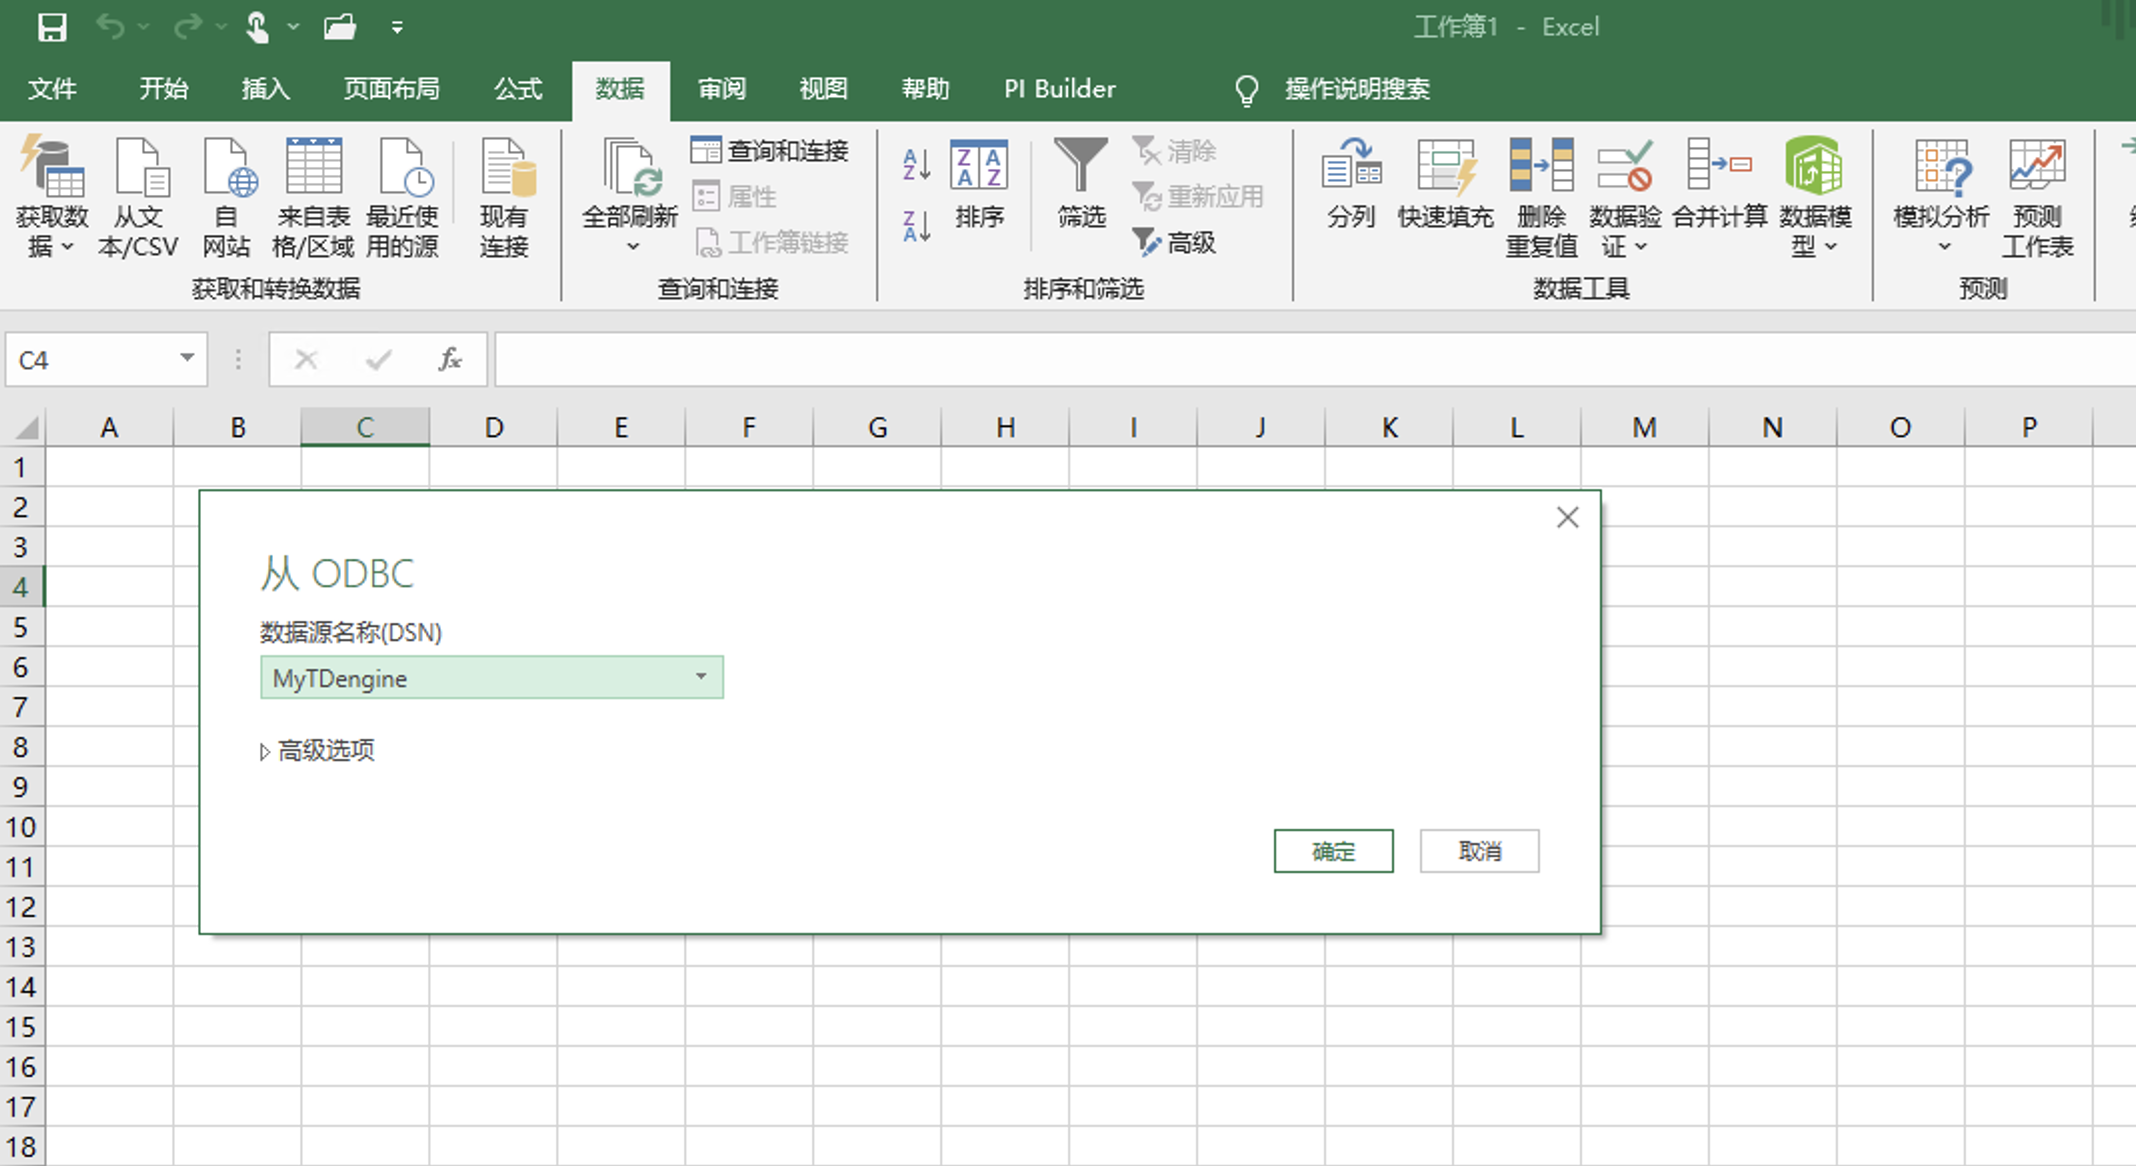 工作簿1 - Excel
文件 开始 插入 页面布局 公式 数据 审阅 视图 帮助 PI Builder 操作说明搜索
获取数据
从文本/CSV
自网站
来自表格/区域
最近使用的源
现有连接
获取和转换数据
全部刷新
查询和连接
属性
工作簿链接
查询和连接
排序
筛选
清除
重新应用
高级
排序和筛选
分列
快速填充
删除重复值
数据验证
合并计算
数据模型
数据工具
模拟分析
预测工作表
预测
C4
fx
A B C D E F G H I J K L M N O P
1
2
3
4
5
6
7
8
9
10
11
12
13
14
15
16
17
18
从 ODBC
数据源名称(DSN)
MyTDengine
高级选项
确定 取消